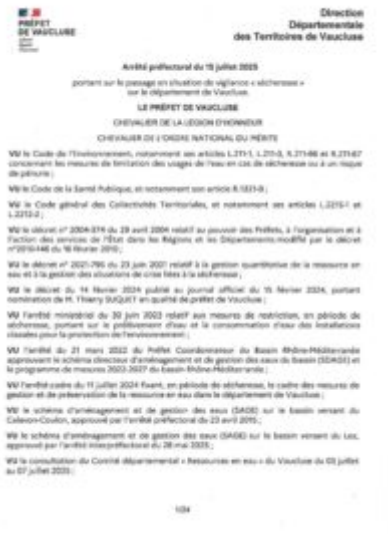 PRÉFET
DE VAUCLUSE
Direction
Départementale
des Territoires de Vaucluse
Arrêté préfectoral du 15 juillet 2025
portant sur le passage en situation de vigilance « sécheresse »
sur le département de Vaucluse.
LE PRÉFET DE VAUCLUSE
CHEVALIER DE LA LEGION D'HONNEUR
CHEVALIER DE L'ORDRE NATIONAL DU MÉRITE
VU le Code de l'Environnement, notamment ses articles L.211-1, L.211-3, R.211-66 et R.211-67
concernant les mesures de limitation des usages de l'eau en cas de sécheresse ou à un risque
de pénurie ;
VU le Code de la Santé Publique, et notamment son article R.1321-9 ;
VU le Code général des Collectivités Territoriales, et notamment ses articles L.2212-1 et
L.2212-2 ;
VU le décret n° 2004-374 du 29 avril 2004 relatif au pouvoir des Préfets, à l'organisation et à
l'action des services de l'État dans les Régions et les Départements modifié par le décret
n°2010-146 du 16 février 2010 ;
VU le décret n° 2021-795 du 23 juin 2021 relatif à la gestion quantitative de la ressource en
eau et à la gestion des situations de crise liées à la sécheresse ;
VU le décret du 14 février 2024 publié au journal officiel du 15 février 2024, portant
nomination de M. Thierry SUQUET en qualité de préfet de Vaucluse ;
VU l'arrêté ministériel du 30 juin 2023 relatif aux mesures de restriction, en période de
sécheresse, portant sur le prélèvement d'eau et la consommation d'eau des installations
classées pour la protection de l'environnement ;
VU l'arrêté du 21 mars 2022 du Préfet Coordonnateur du Bassin Rhône-Méditerranée
approuvant le schéma directeur d'aménagement et de gestion des eaux du bassin (SDAGE) et
le programme de mesures 2022-2027 du bassin Rhône-Méditerranée ;
VU l'arrêté cadre du 11 juillet 2024 fixant, en période de sécheresse, le cadre des mesures de
gestion et de préservation de la ressource en eau dans le département de Vaucluse ;
VU le schéma d'aménagement et de gestion des eaux (SAGE) sur le bassin versant du
Calavon-Coulon, approuvé par l'arrêté préfectoral du 23 avril 2015 ;
VU le schéma d'aménagement et de gestion des eaux (SAGE) sur le bassin versant du Lez,
approuvé par l'arrêté interpréfectoral du 28 mai 2025 ;
VU la consultation du Comité départemental « Ressources en eau » du Vaucluse du 03 juillet
au 07 juillet 2025 ;